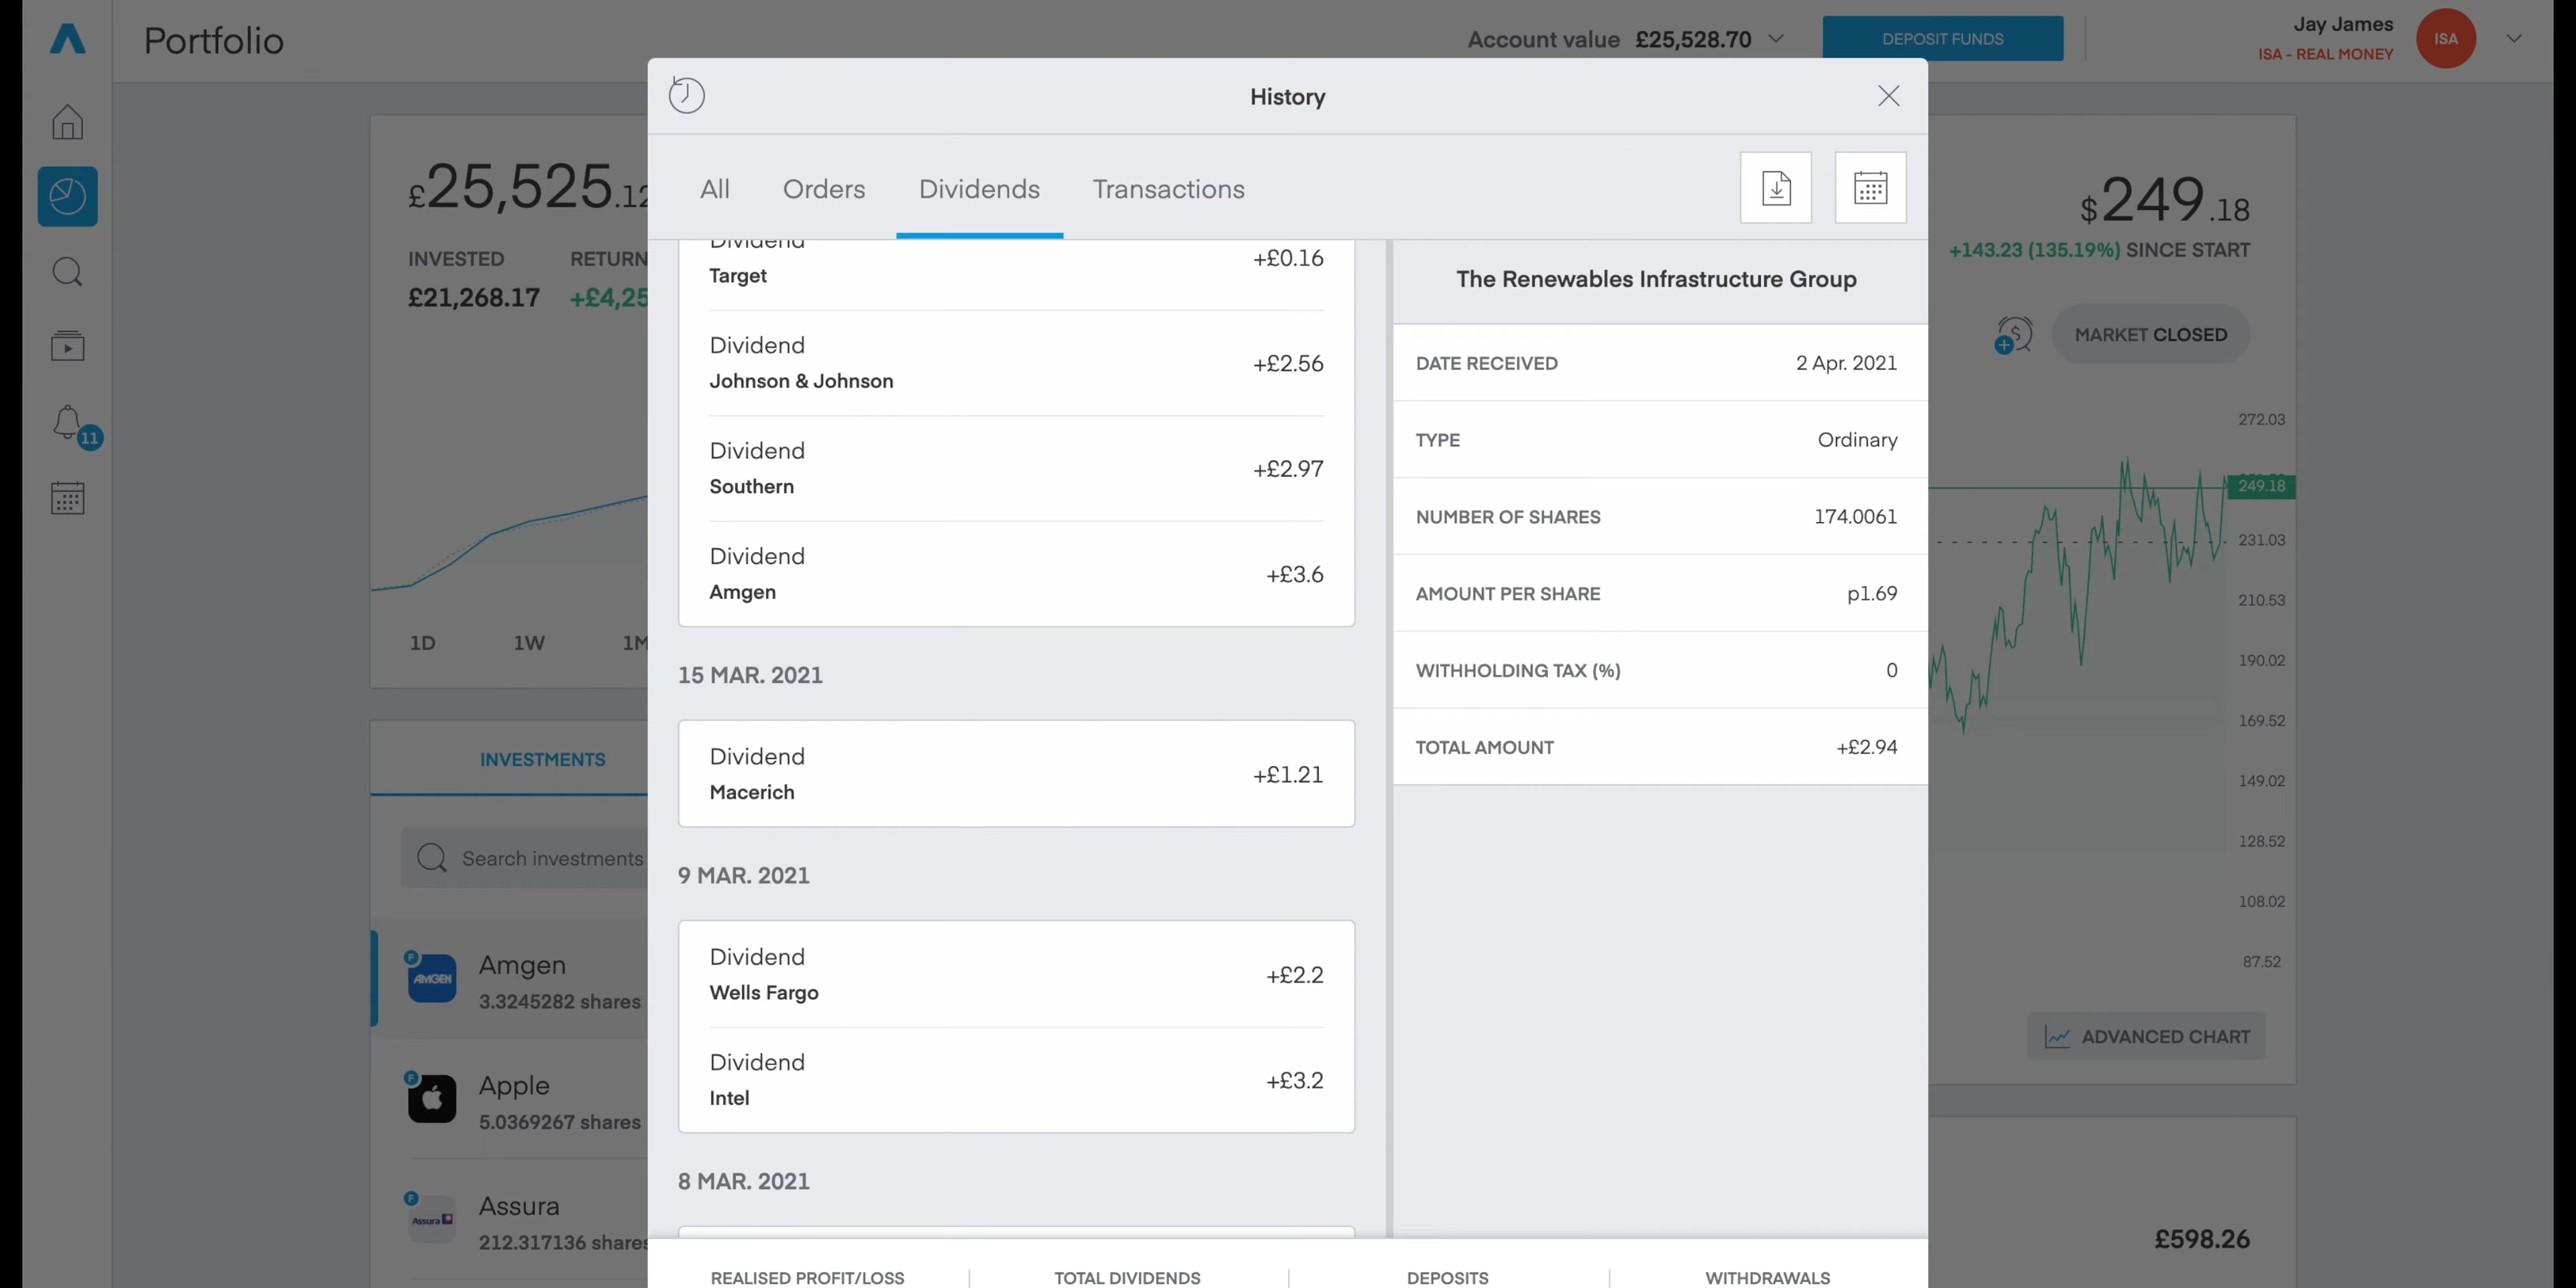 Portfolio
Account value £25,528.70
DEPOSIT FUNDS
Jay James
ISA - REAL MONEY
ISA
History
All Orders Dividends Transactions
£25,525.12
INVESTED RETURN
£21,268.17 +£4,25
1D 1W 1M
INVESTMENTS
Search investments
AMGEN
Amgen
3.3245282 shares
Apple
5.0369267 shares
Assura
Assura
212.317136 shares
11
F
F
F
Dividend
Target
+£0.16
Dividend
Johnson & Johnson
+£2.56
Dividend
Southern
+£2.97
Dividend
Amgen
+£3.6
15 MAR. 2021
Dividend
Macerich
+£1.21
9 MAR. 2021
Dividend
Wells Fargo
+£2.2
Dividend
Intel
+£3.2
8 MAR. 2021
The Renewables Infrastructure Group
DATE RECEIVED 2 Apr. 2021
TYPE Ordinary
NUMBER OF SHARES 174.0061
AMOUNT PER SHARE p1.69
WITHHOLDING TAX (%) 0
TOTAL AMOUNT +£2.94
REALISED PROFIT/LOSS TOTAL DIVIDENDS DEPOSITS WITHDRAWALS
$249.18
+143.23 (135.19%) SINCE START
MARKET CLOSED
272.03
249.18
231.03
210.53
190.02
169.52
149.02
128.52
108.02
87.52
ADVANCED CHART
£598.26